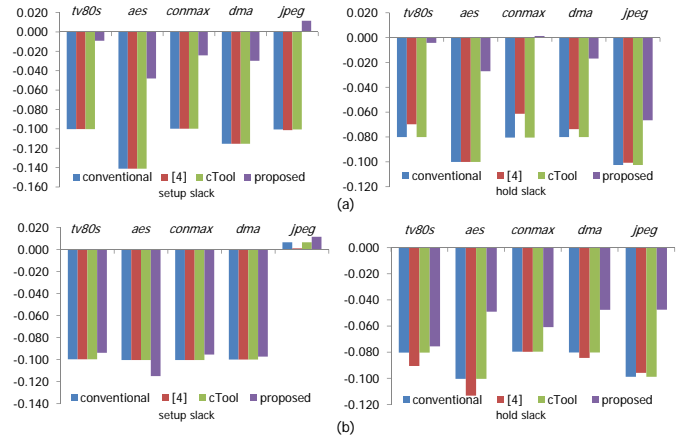 tv80s aes conmax dma jpeg
0.020
0.000
-0.020
-0.040
-0.060
-0.080
-0.100
-0.120
-0.140
-0.160
conventional [4] cTool proposed
setup slack
tv80s aes conmax dma jpeg
0.020
0.000
-0.020
-0.040
-0.060
-0.080
-0.100
-0.120
conventional [4] cTool proposed
hold slack
(a)
tv80s aes conmax dma jpeg
0.020
0.000
-0.020
-0.040
-0.060
-0.080
-0.100
-0.120
-0.140
conventional [4] cTool proposed
setup slack
tv80s aes conmax dma jpeg
0.000
-0.020
-0.040
-0.060
-0.080
-0.100
-0.120
conventional [4] cTool proposed
hold slack
(b)